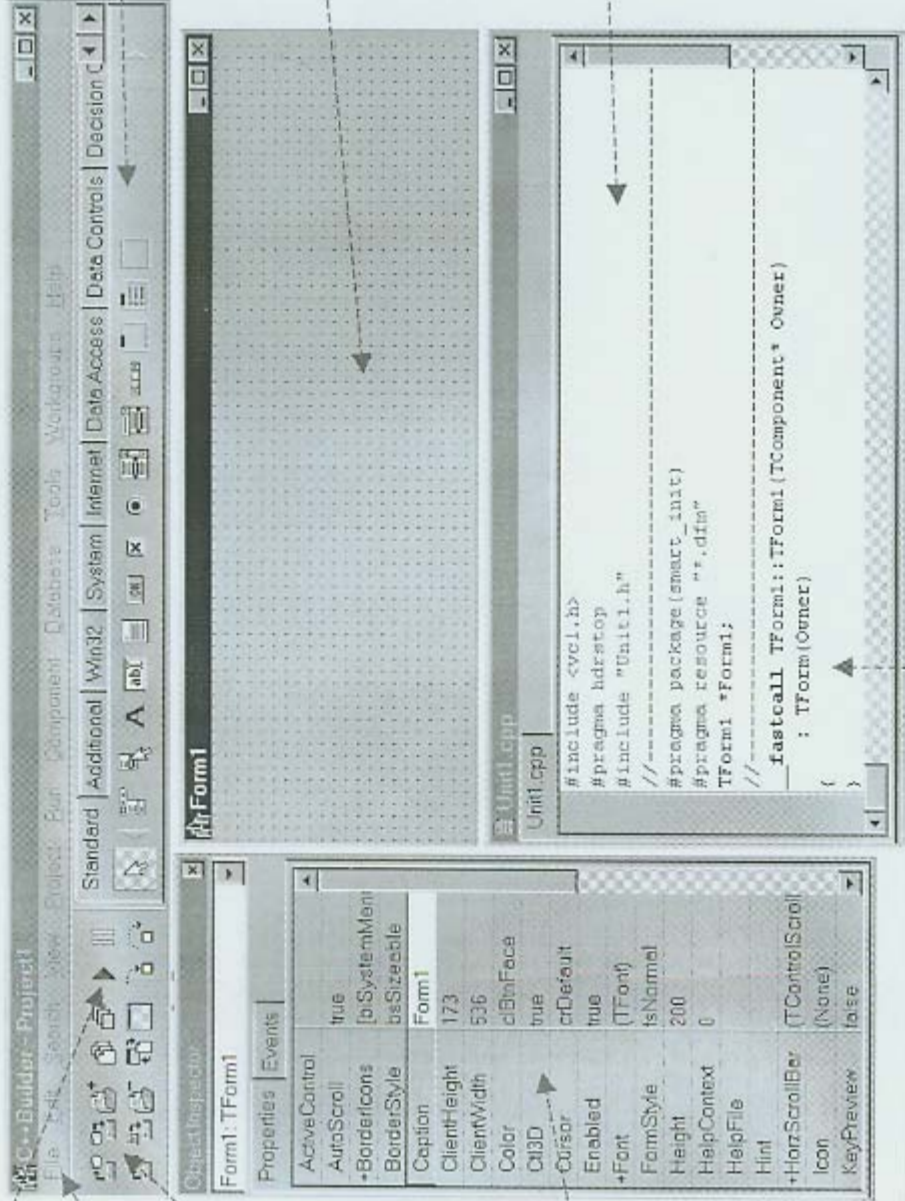 C++ Builder - Project1
File Edit Search View Project Run Component Database Tools Workgroups Help
Standard Additional Win32 System Internet Data Access Data Controls Decision C
Object Inspector
Form1: TForm1
Properties Events
ActiveControl
AutoScroll true
+BorderIcons [biSystemMen
BorderStyle bsSizeable
Caption Form1
ClientHeight 173
ClientWidth 536
Color clBtnFace
Ctl3D true
Cursor crDefault
Enabled true
+Font (TFont)
FormStyle fsNormal
Height 200
HelpContext 0
HelpFile
Hint
+HorzScrollBar (TControlScroll
Icon (None)
KeyPreview false
Form1
Unit1.cpp
Unit1.cpp
#include <vcl.h>
#pragma hdrstop
#include "Unit1.h"
//--------------------------------
#pragma package(smart_init)
#pragma resource "*.dfm"
TForm1 *Form1;
//--------------------------------
__fastcall TForm1::TForm1(TComponent* Owner)
: TForm(Owner)
{
}